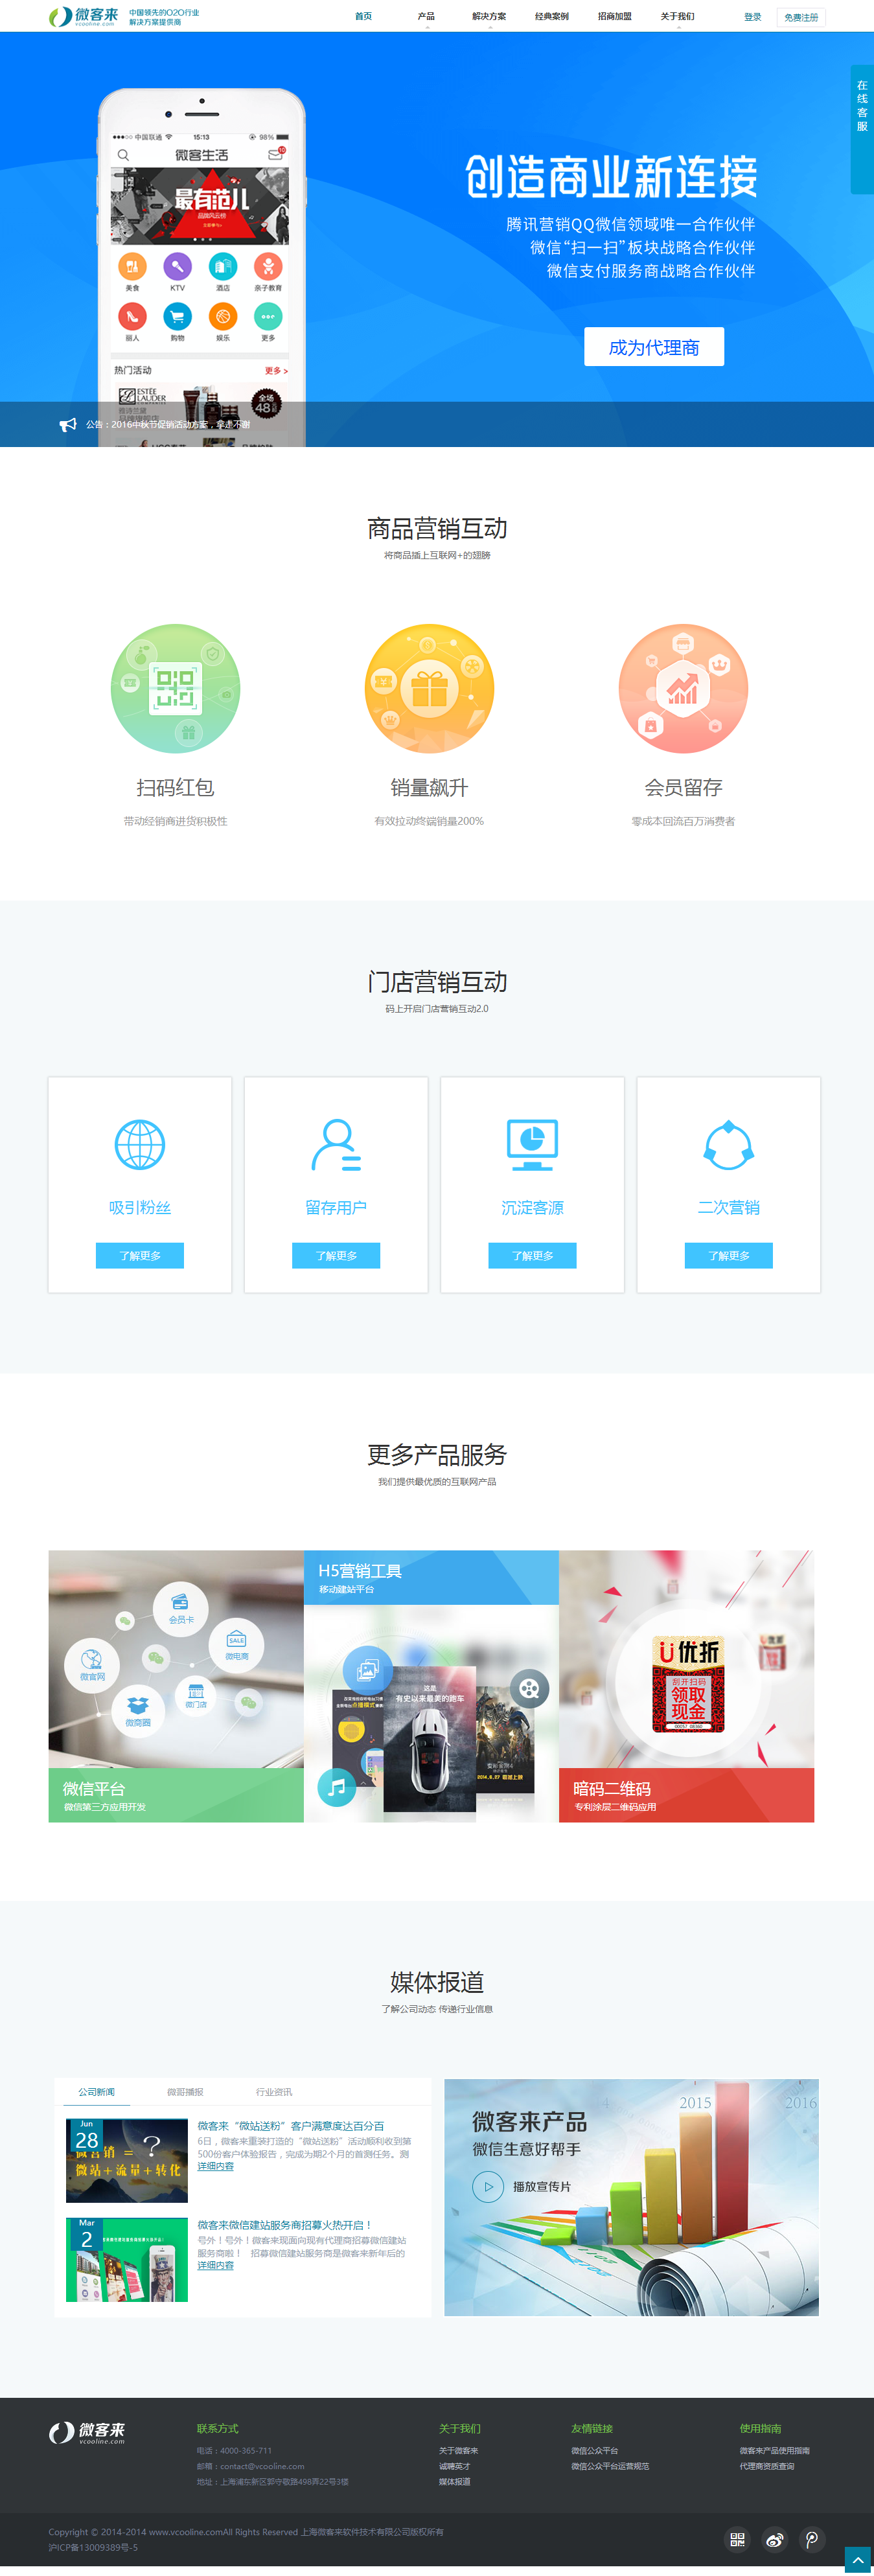 微客来
vcooline.com
中国领先的O2O行业
解决方案提供商
首页 产品 解决方案 经典案例 招商加盟 关于我们 登录 免费注册
在线客服
中国联通 15:13 98%
微客生活
10
最有范儿
品牌风云榜
美食 KTV 酒店 亲子教育
丽人 购物 娱乐 更多
热门活动 更多 >
ESTĒE LAUDER
全场
48
创造商业新连接
腾讯营销QQ微信领域唯一合作伙伴
微信“扫一扫”板块战略合作伙伴
微信支付服务商战略合作伙伴
成为代理商
公告：2016中秋节促销活动方案，拿走不谢
商品营销互动
将商品插上互联网+的翅膀
扫码红包 销量飙升 会员留存
带动经销商进货积极性 有效拉动终端销量200% 零成本回流百万消费者
门店营销互动
码上开启门店营销互动2.0
吸引粉丝 留存用户 沉淀客源 二次营销
了解更多 了解更多 了解更多 了解更多
更多产品服务
我们提供最优质的互联网产品
会员卡
SALE
微电商
微官网
微门店
微商圈
微信平台
微信第三方应用开发
H5营销工具
移动建站平台
这是
有史以来最美的跑车
点播模式
变形金刚4
2014.6.27
优折
刮开扫码
领取
现金
暗码二维码
专利涂层二维码应用
媒体报道
了解公司动态 传递行业信息
公司新闻 微哥播报 行业资讯
Jun
28
微营销 = ？
微站+流量+转化
微客来“微站送粉”客户满意度达百分百
6日，微客来重装打造的“微站送粉”活动顺利收到第
500份客户体验报告，完成为期2个月的首测任务。测
详细内容
Mar
2
微客来微信建站服务商招募火热开启！
号外！号外！微客来现面向现有代理商招募微信建站
服务商啦！ 招募微信建站服务商是微客来新年后的
详细内容
4 2015 2016
微客来产品
微信生意好帮手
播放宣传片
微客来
vcooline.com
联系方式
电话：4000-365-711
邮箱：contact@vcooline.com
地址：上海浦东新区郭守敬路498弄22号3楼
关于我们
关于微客来
诚聘英才
媒体报道
友情链接
微信公众平台
微信公众平台运营规范
使用指南
微客来产品使用指南
代理商资质查询
Copyright © 2014-2014 www.vcooline.comAll Rights Reserved 上海微客来软件技术有限公司版权所有
沪ICP备13009389号-5